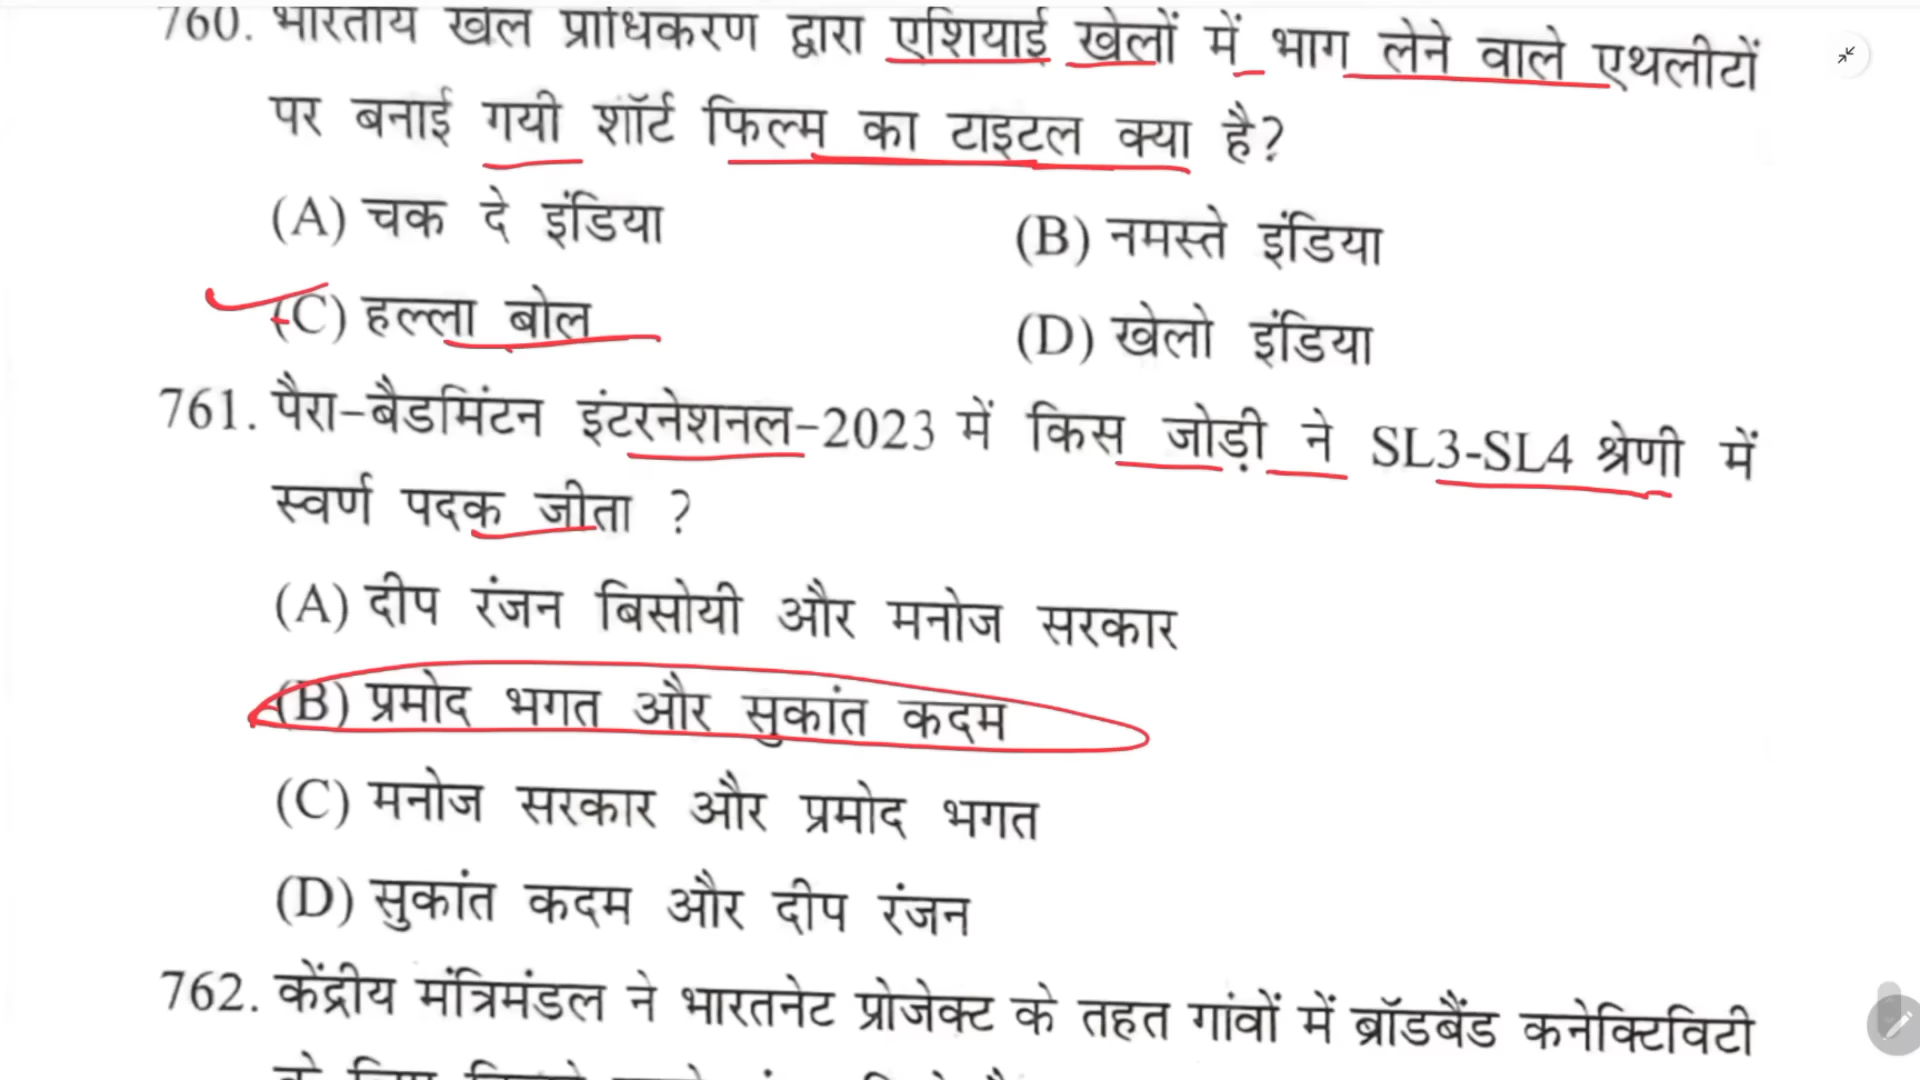 760. भारतीय खेल प्राधिकरण द्वारा एशियाई खेलों में भाग लेने वाले एथलीटों
पर बनाई गयी शॉर्ट फिल्म का टाइटल क्या है?
(A) चक दे इंडिया
(B) नमस्ते इंडिया
(C) हल्ला बोल
(D) खेलो इंडिया
761. पैरा-बैडमिंटन इंटरनेशनल-2023 में किस जोड़ी ने SL3-SL4 श्रेणी में
स्वर्ण पदक जीता ?
(A) दीप रंजन बिसोयी और मनोज सरकार
(B) प्रमोद भगत और सुकांत कदम
(C) मनोज सरकार और प्रमोद भगत
(D) सुकांत कदम और दीप रंजन
762. केंद्रीय मंत्रिमंडल ने भारतनेट प्रोजेक्ट के तहत गांवों में ब्रॉडबैंड कनेक्टिविटी